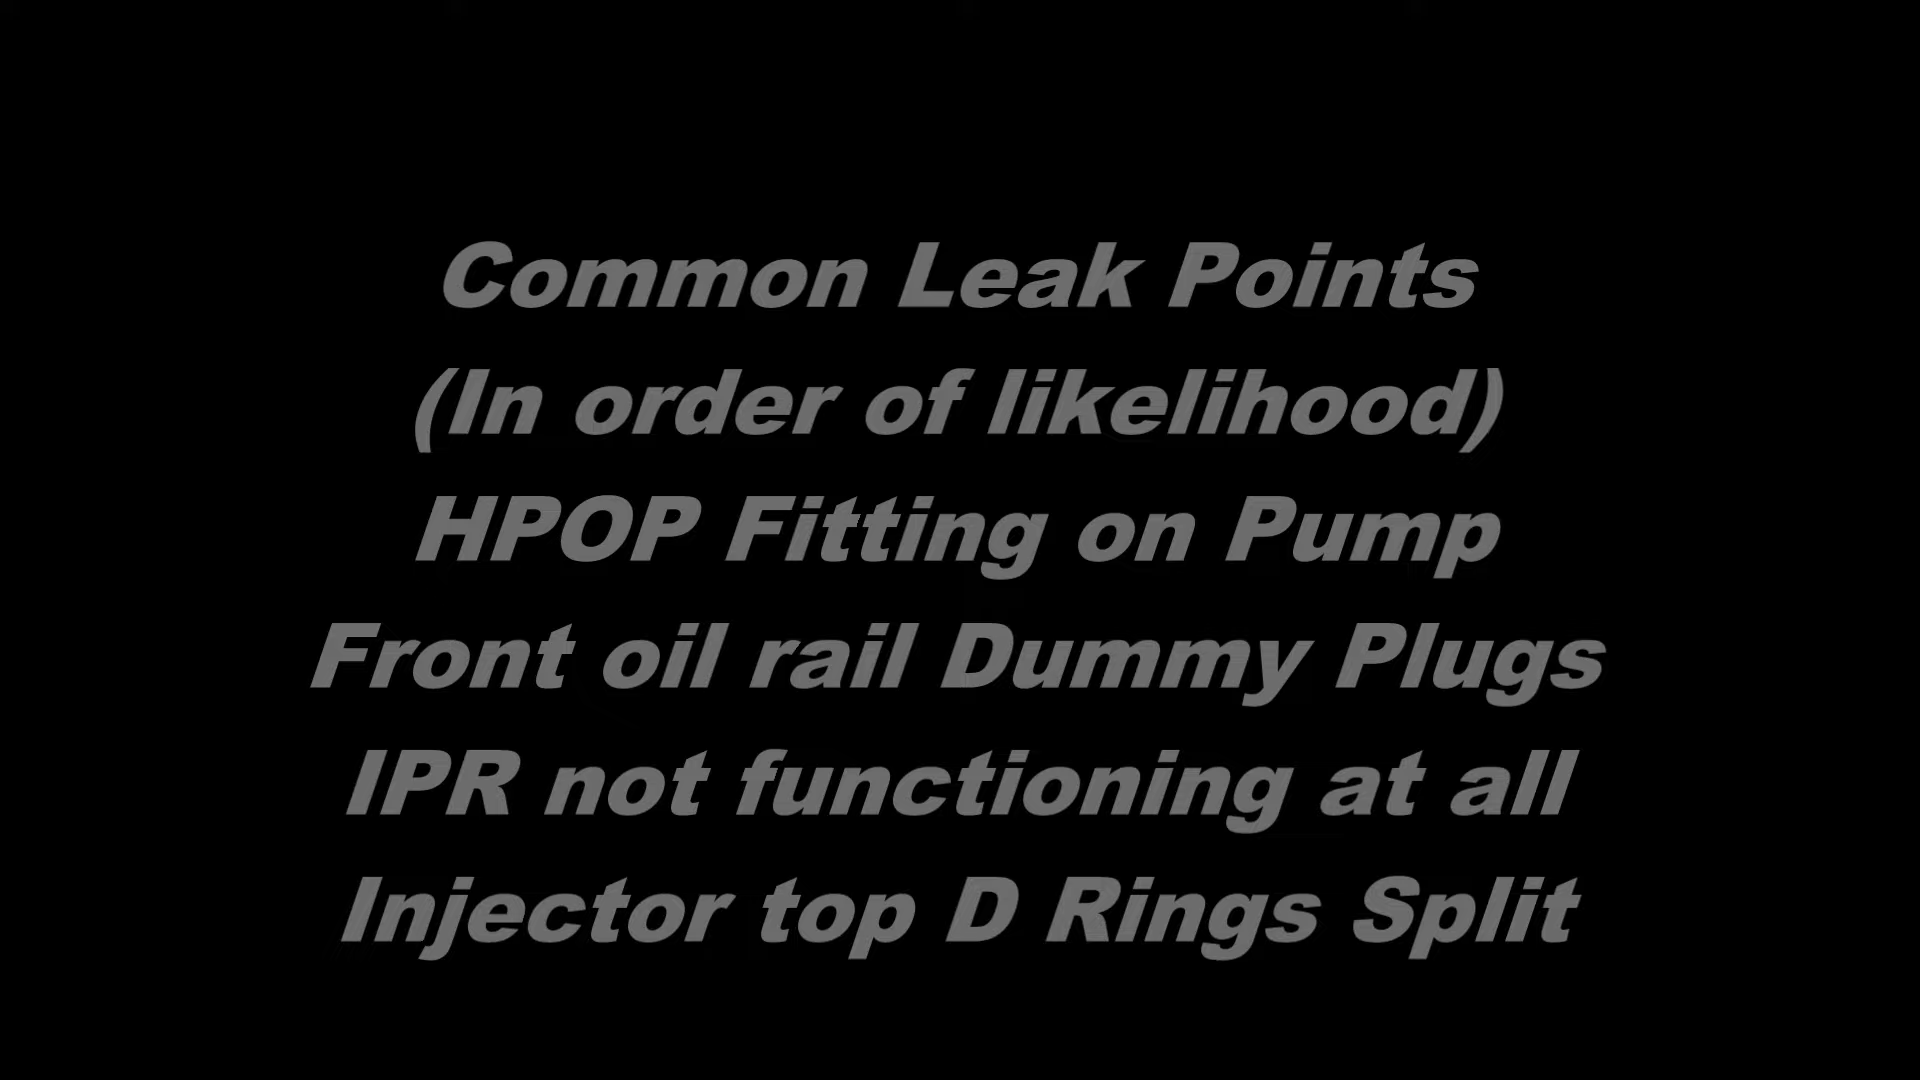 Common Leak Points
(In order of likelihood)
HPOP Fitting on Pump
Front oil rail Dummy Plugs
IPR not functioning at all
Injector top D Rings Split